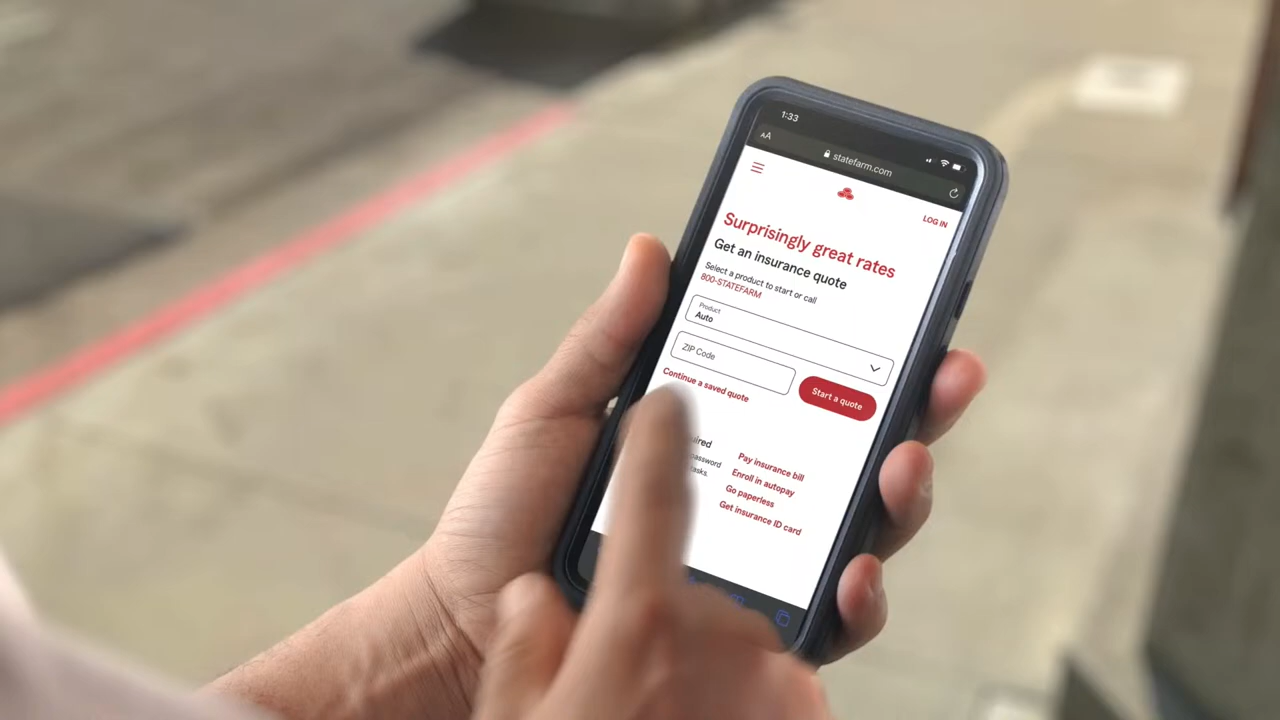 1:33
AA
statefarm.com
LOG IN
Surprisingly great rates
Get an insurance quote
Select a product to start or call
800-STATEFARM
Product
Auto
ZIP Code
Continue a saved quote
Start a quote
password
Pay insurance bill
Enroll in autopay
Go paperless
Get insurance ID card